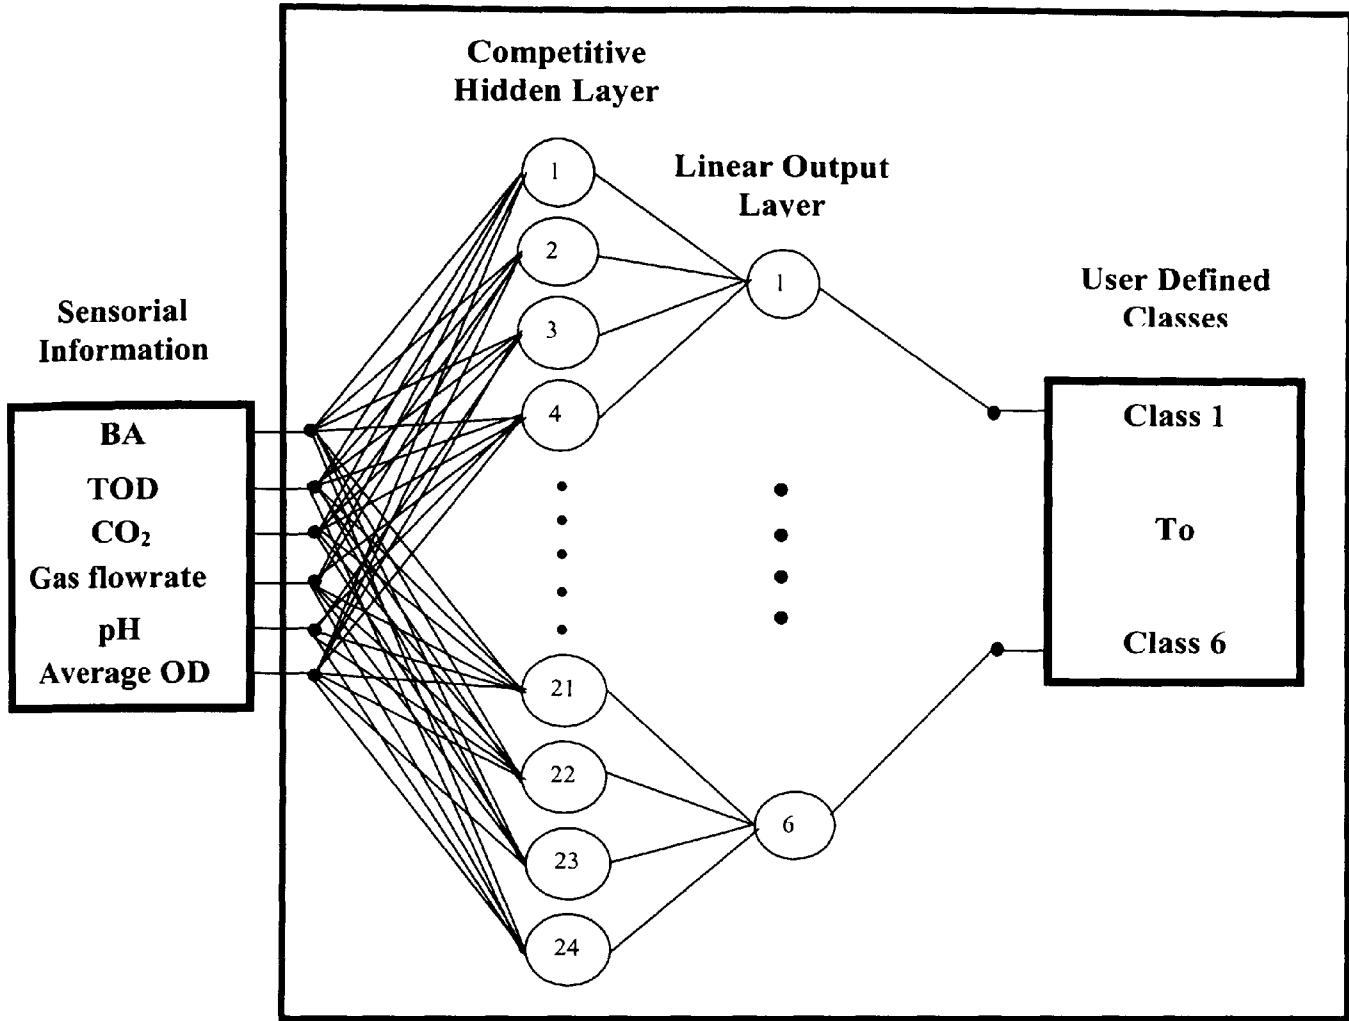 Competitive
Hidden Layer
Linear Output
Layer
User Defined
Classes
Sensorial
Information
BA
TOD
CO₂
Gas flowrate
pH
Average OD
1
2
3
4
21
22
23
24
1
6
Class 1
To
Class 6